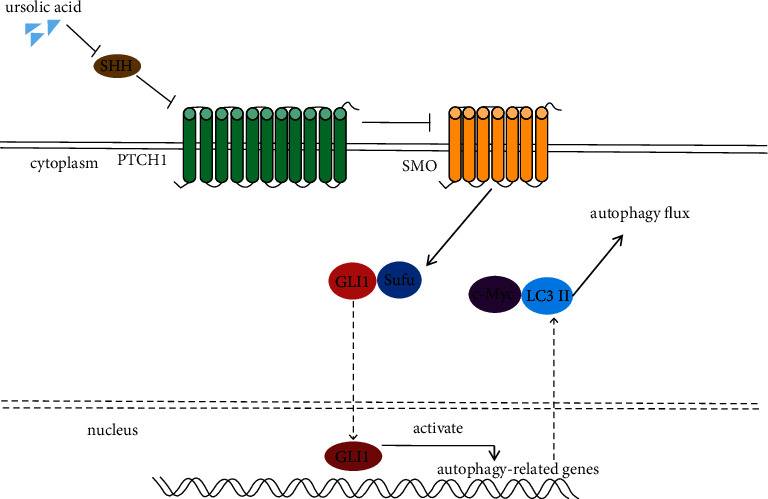 ursolic acid
SHH
cytoplasm
PTCH1
SMO
autophagy flux
GLI1
Sufu
c-Myc
LC3 II
nucleus
activate
GLI1
autophagy-related genes